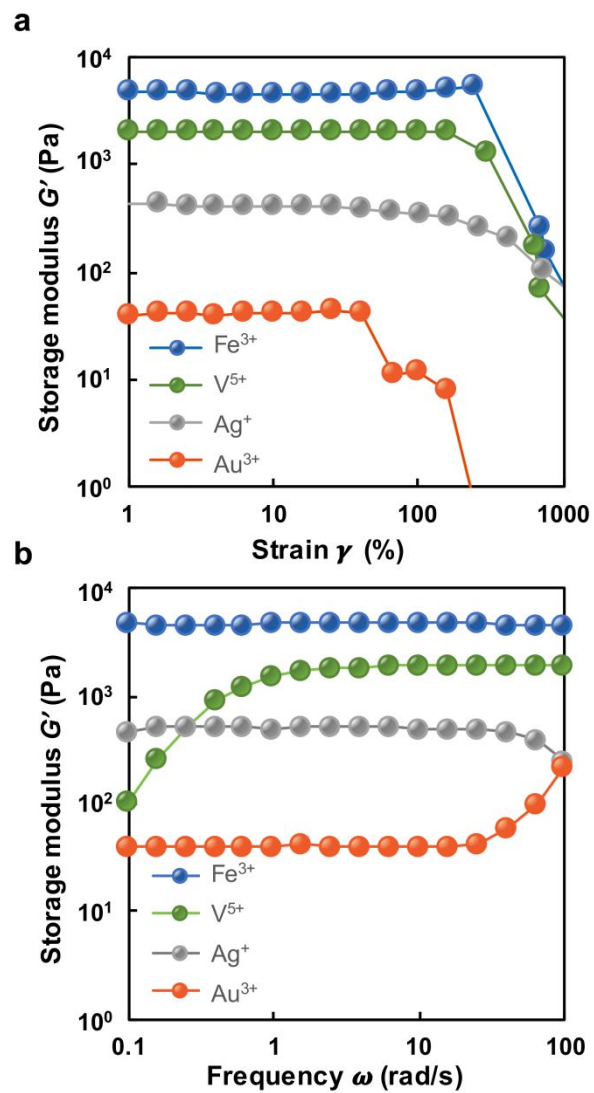 a
10⁴
10³
10²
10¹
10⁰
Storage modulus G′ (Pa)
Fe³⁺
V⁵⁺
Ag⁺
Au³⁺
1 10 100 1000
Strain γ (%)
b
10⁴
10³
10²
10¹
10⁰
Storage modulus G′ (Pa)
Fe³⁺
V⁵⁺
Ag⁺
Au³⁺
0.1 1 10 100
Frequency ω (rad/s)